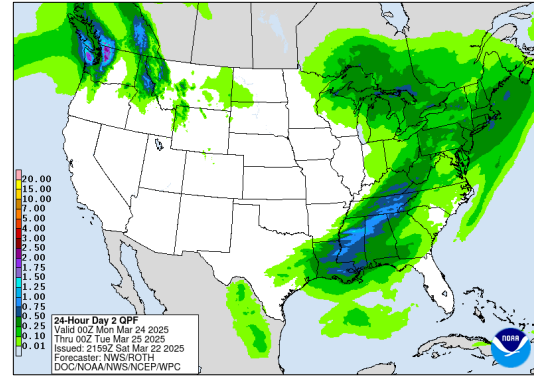 20.00
15.00
10.00
7.00
5.00
4.00
3.00
2.50
2.00
1.75
1.50
1.25
1.00
0.75
0.50
0.25
0.10
0.01
24-Hour Day 2 QPF
Valid 00Z Mon Mar 24 2025
Thru 00Z Tue Mar 25 2025
Issued: 2159Z Sat Mar 22 2025
Forecaster: NWS/ROTH
DOC/NOAA/NWS/NCEP/WPC
NOAA